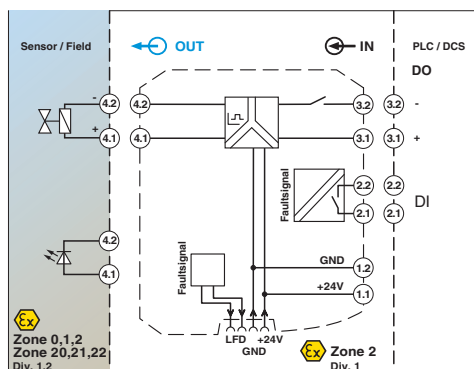 Sensor / Field
OUT
IN
PLC / DCS
DO
-
4.2
4.2
3.2
3.2
-
+
4.1
4.1
3.1
3.1
+
Faultsignal
2.2
2.2
DI
2.1
2.1
4.2
4.1
Faultsignal
GND
1.2
+24V
1.1
LFD
+24V
GND
Ex
Zone 0,1,2
Zone 20,21,22
Div. 1,2
Ex
Zone 2
Div. 1